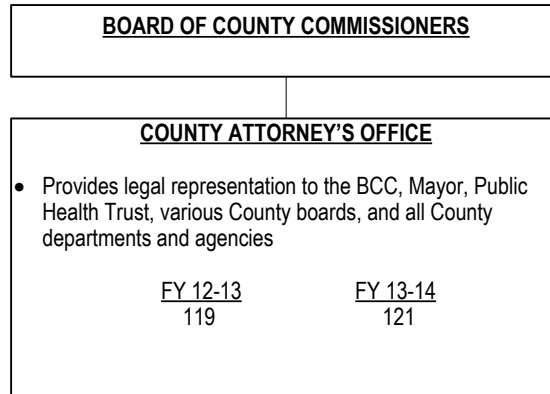 BOARD OF COUNTY COMMISSIONERS
COUNTY ATTORNEY'S OFFICE
• Provides legal representation to the BCC, Mayor, Public
Health Trust, various County boards, and all County
departments and agencies
FY 12-13 FY 13-14
119 121